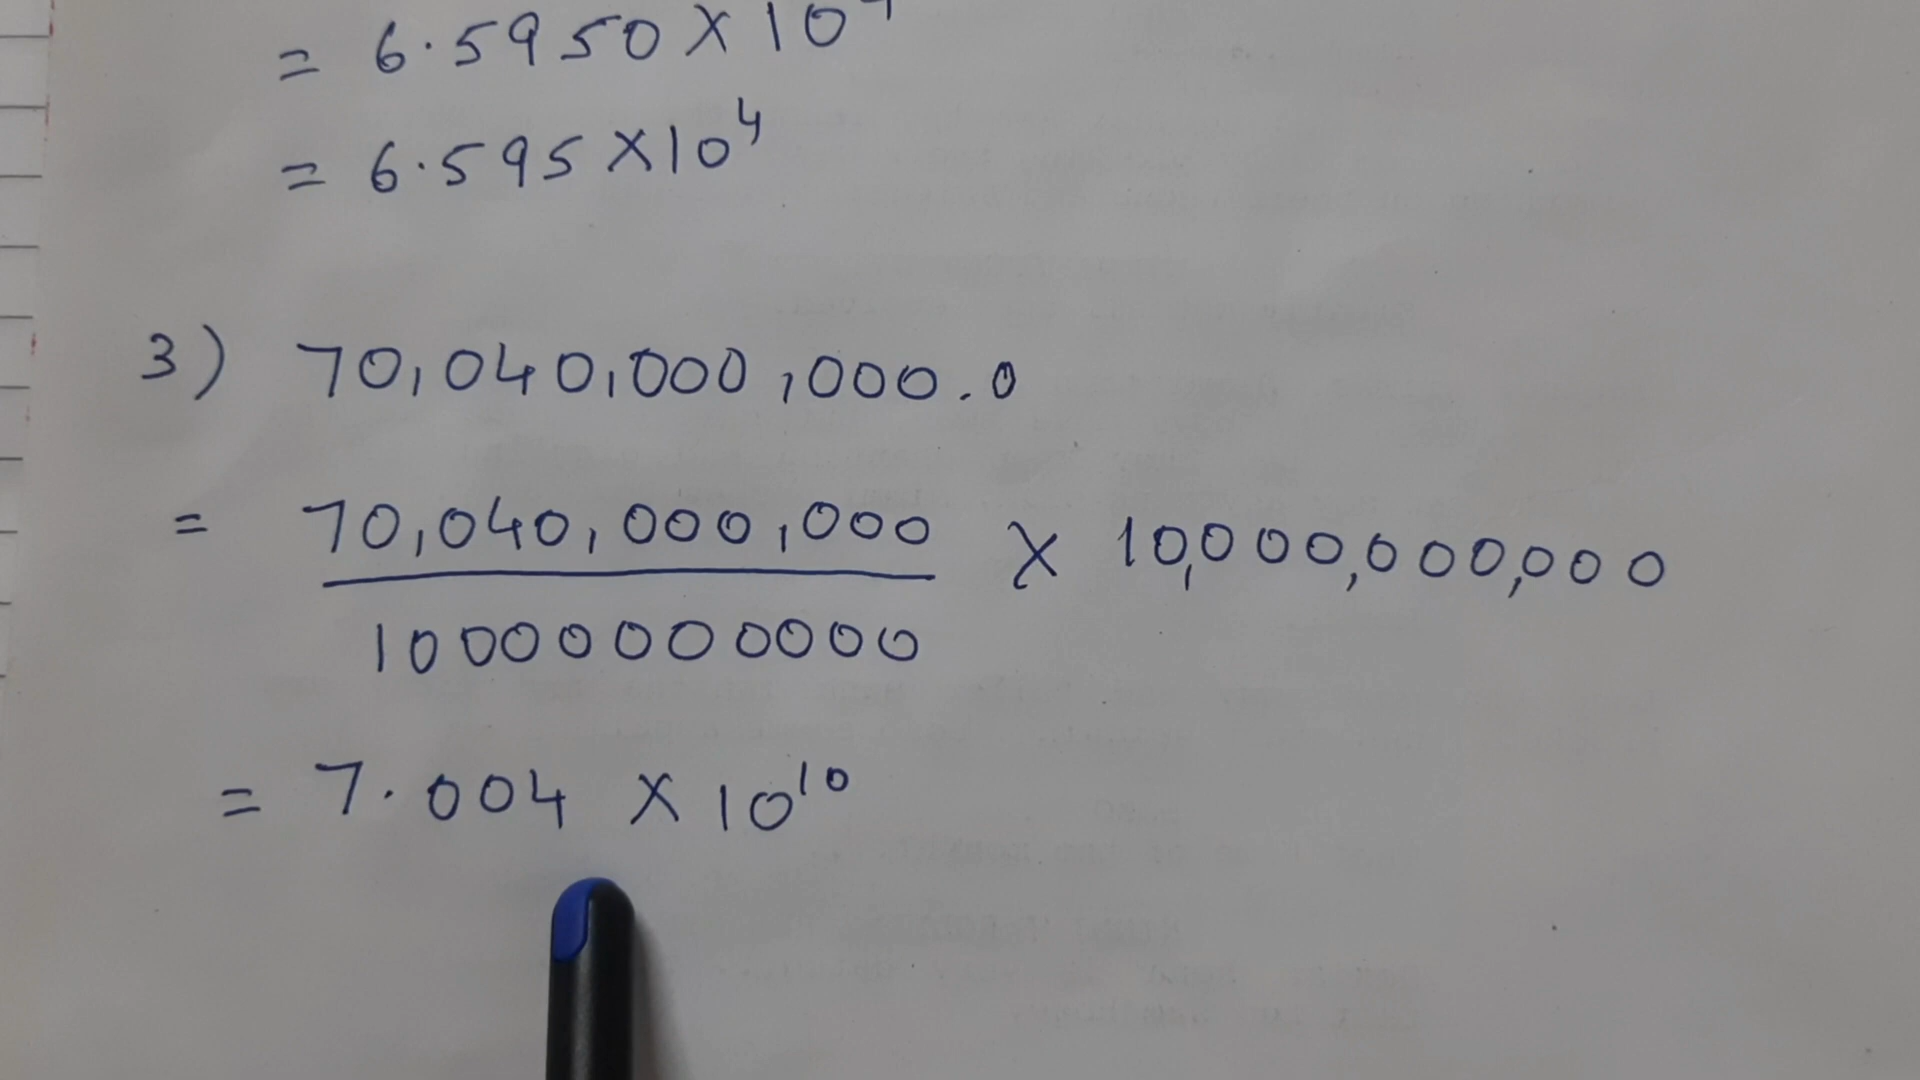 = 6.5950 X 10
= 6.595 X 10⁴
3) 70,040,000,000.0
= 70,040,000,000 X 10,000,000,000
10000000000
= 7.004 X 10¹⁰